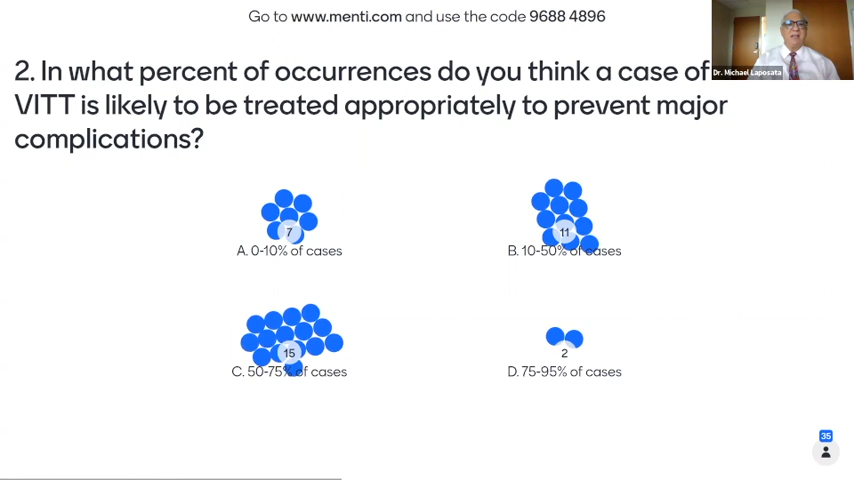 Go to www.menti.com and use the code 9688 4896
Dr. Michael Laposata
2. In what percent of occurrences do you think a case of
VITT is likely to be treated appropriately to prevent major
complications?
7
A. 0-10% of cases
11
B. 10-50% of cases
15
C. 50-75% of cases
2
D. 75-95% of cases
35